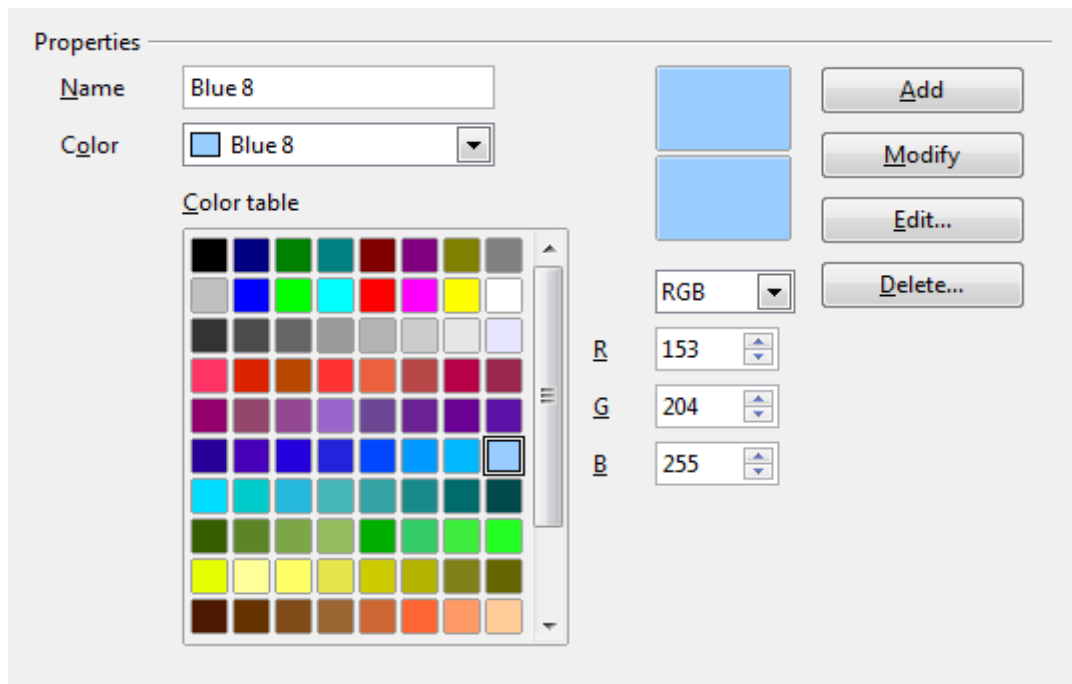 Properties
Name
Blue 8
Add
Color
Blue 8
Modify
Color table
Edit...
RGB
Delete...
R
153
G
204
B
255